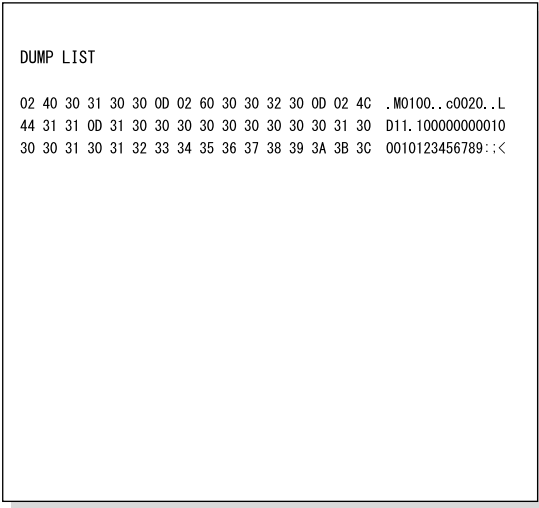 DUMP LIST
02 40 30 31 30 30 0D 02 60 30 30 32 30 0D 02 4C .M0100..c0020..L
44 31 31 0D 31 30 30 30 30 30 30 30 30 30 31 30 D11.100000000010
30 30 31 30 31 32 33 34 35 36 37 38 39 3A 3B 3C 0010123456789:;<